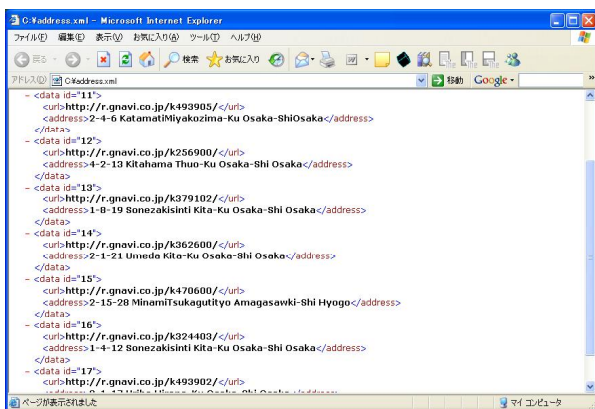 C:¥address.xml - Microsoft Internet Explorer
ファイル(F) 編集(E) 表示(V) お気に入り(A) ツール(T) ヘルプ(H)
戻る 検索 お気に入り
アドレス(D) C:¥address.xml 移動 Google
- <data id="11">
<url>http://r.gnavi.co.jp/k493905/</url>
<address>2-4-6 KatamatiMiyakozima-Ku Osaka-ShiOsaka</address>
</data>
- <data id="12">
<url>http://r.gnavi.co.jp/k256900/</url>
<address>4-2-13 Kitahama Thuo-Ku Osaka-Shi Osaka</address>
</data>
- <data id="13">
<url>http://r.gnavi.co.jp/k379102/</url>
<address>1-8-19 Sonezakisinti Kita-Ku Osaka-Shi Osaka</address>
</data>
- <data id="14">
<url>http://r.gnavi.co.jp/k362600/</url>
<address>2-1-21 Umeda Kita-Ku Osaka-Shi Osaka</address>
</data>
- <data id="15">
<url>http://r.gnavi.co.jp/k470600/</url>
<address>2-15-28 MinamiTsukagutityo Amagasawki-Shi Hyogo</address>
</data>
- <data id="16">
<url>http://r.gnavi.co.jp/k324403/</url>
<address>1-4-12 Sonezakisinti Kita-Ku Osaka-Shi Osaka</address>
</data>
- <data id="17">
<url>http://r.gnavi.co.jp/k493902/</url>
ページが表示されました マイ コンピュータ